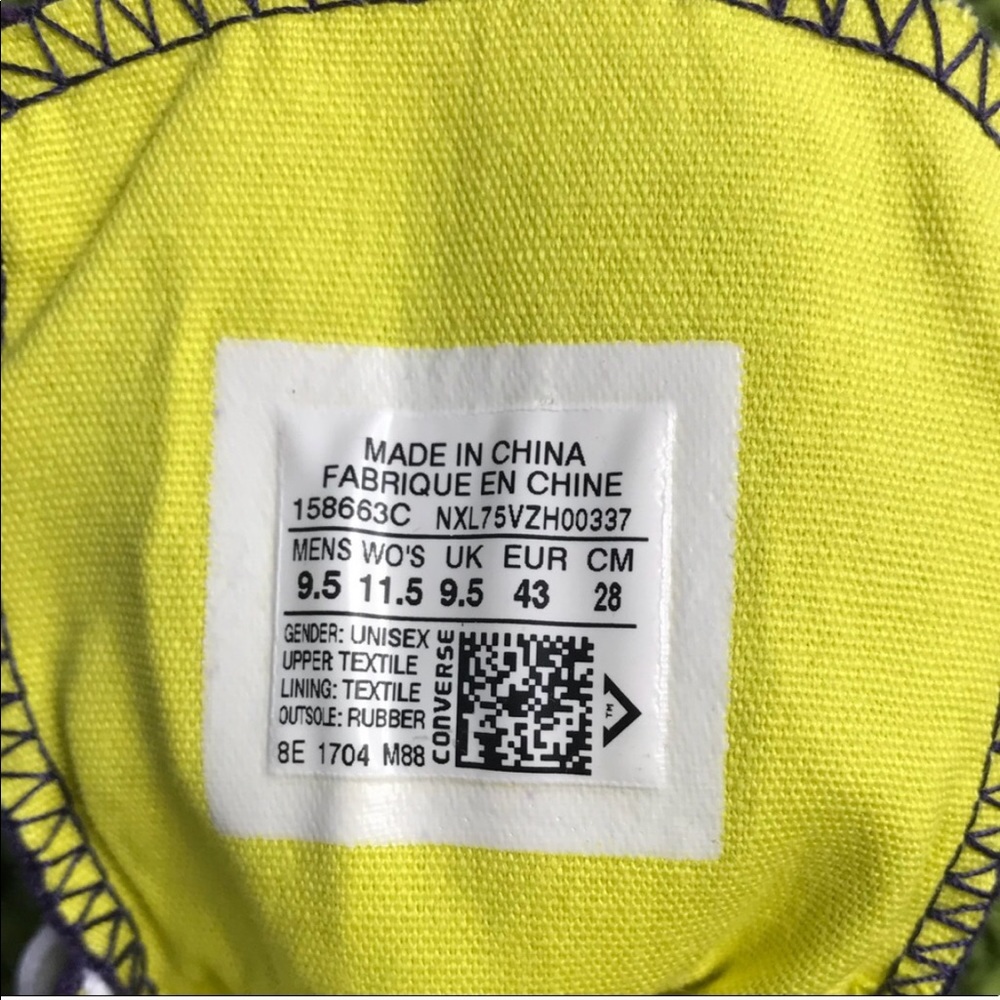 MADE IN CHINA
FABRIQUE EN CHINE
158663C NXL75VZH00337
MENS WO'S UK EUR CM
9.5 11.5 9.5 43 28
GENDER: UNISEX
UPPER TEXTILE
LINING: TEXTILE
OUTSOLE: RUBBER
8E 1704 M88
CONVERSE
TM